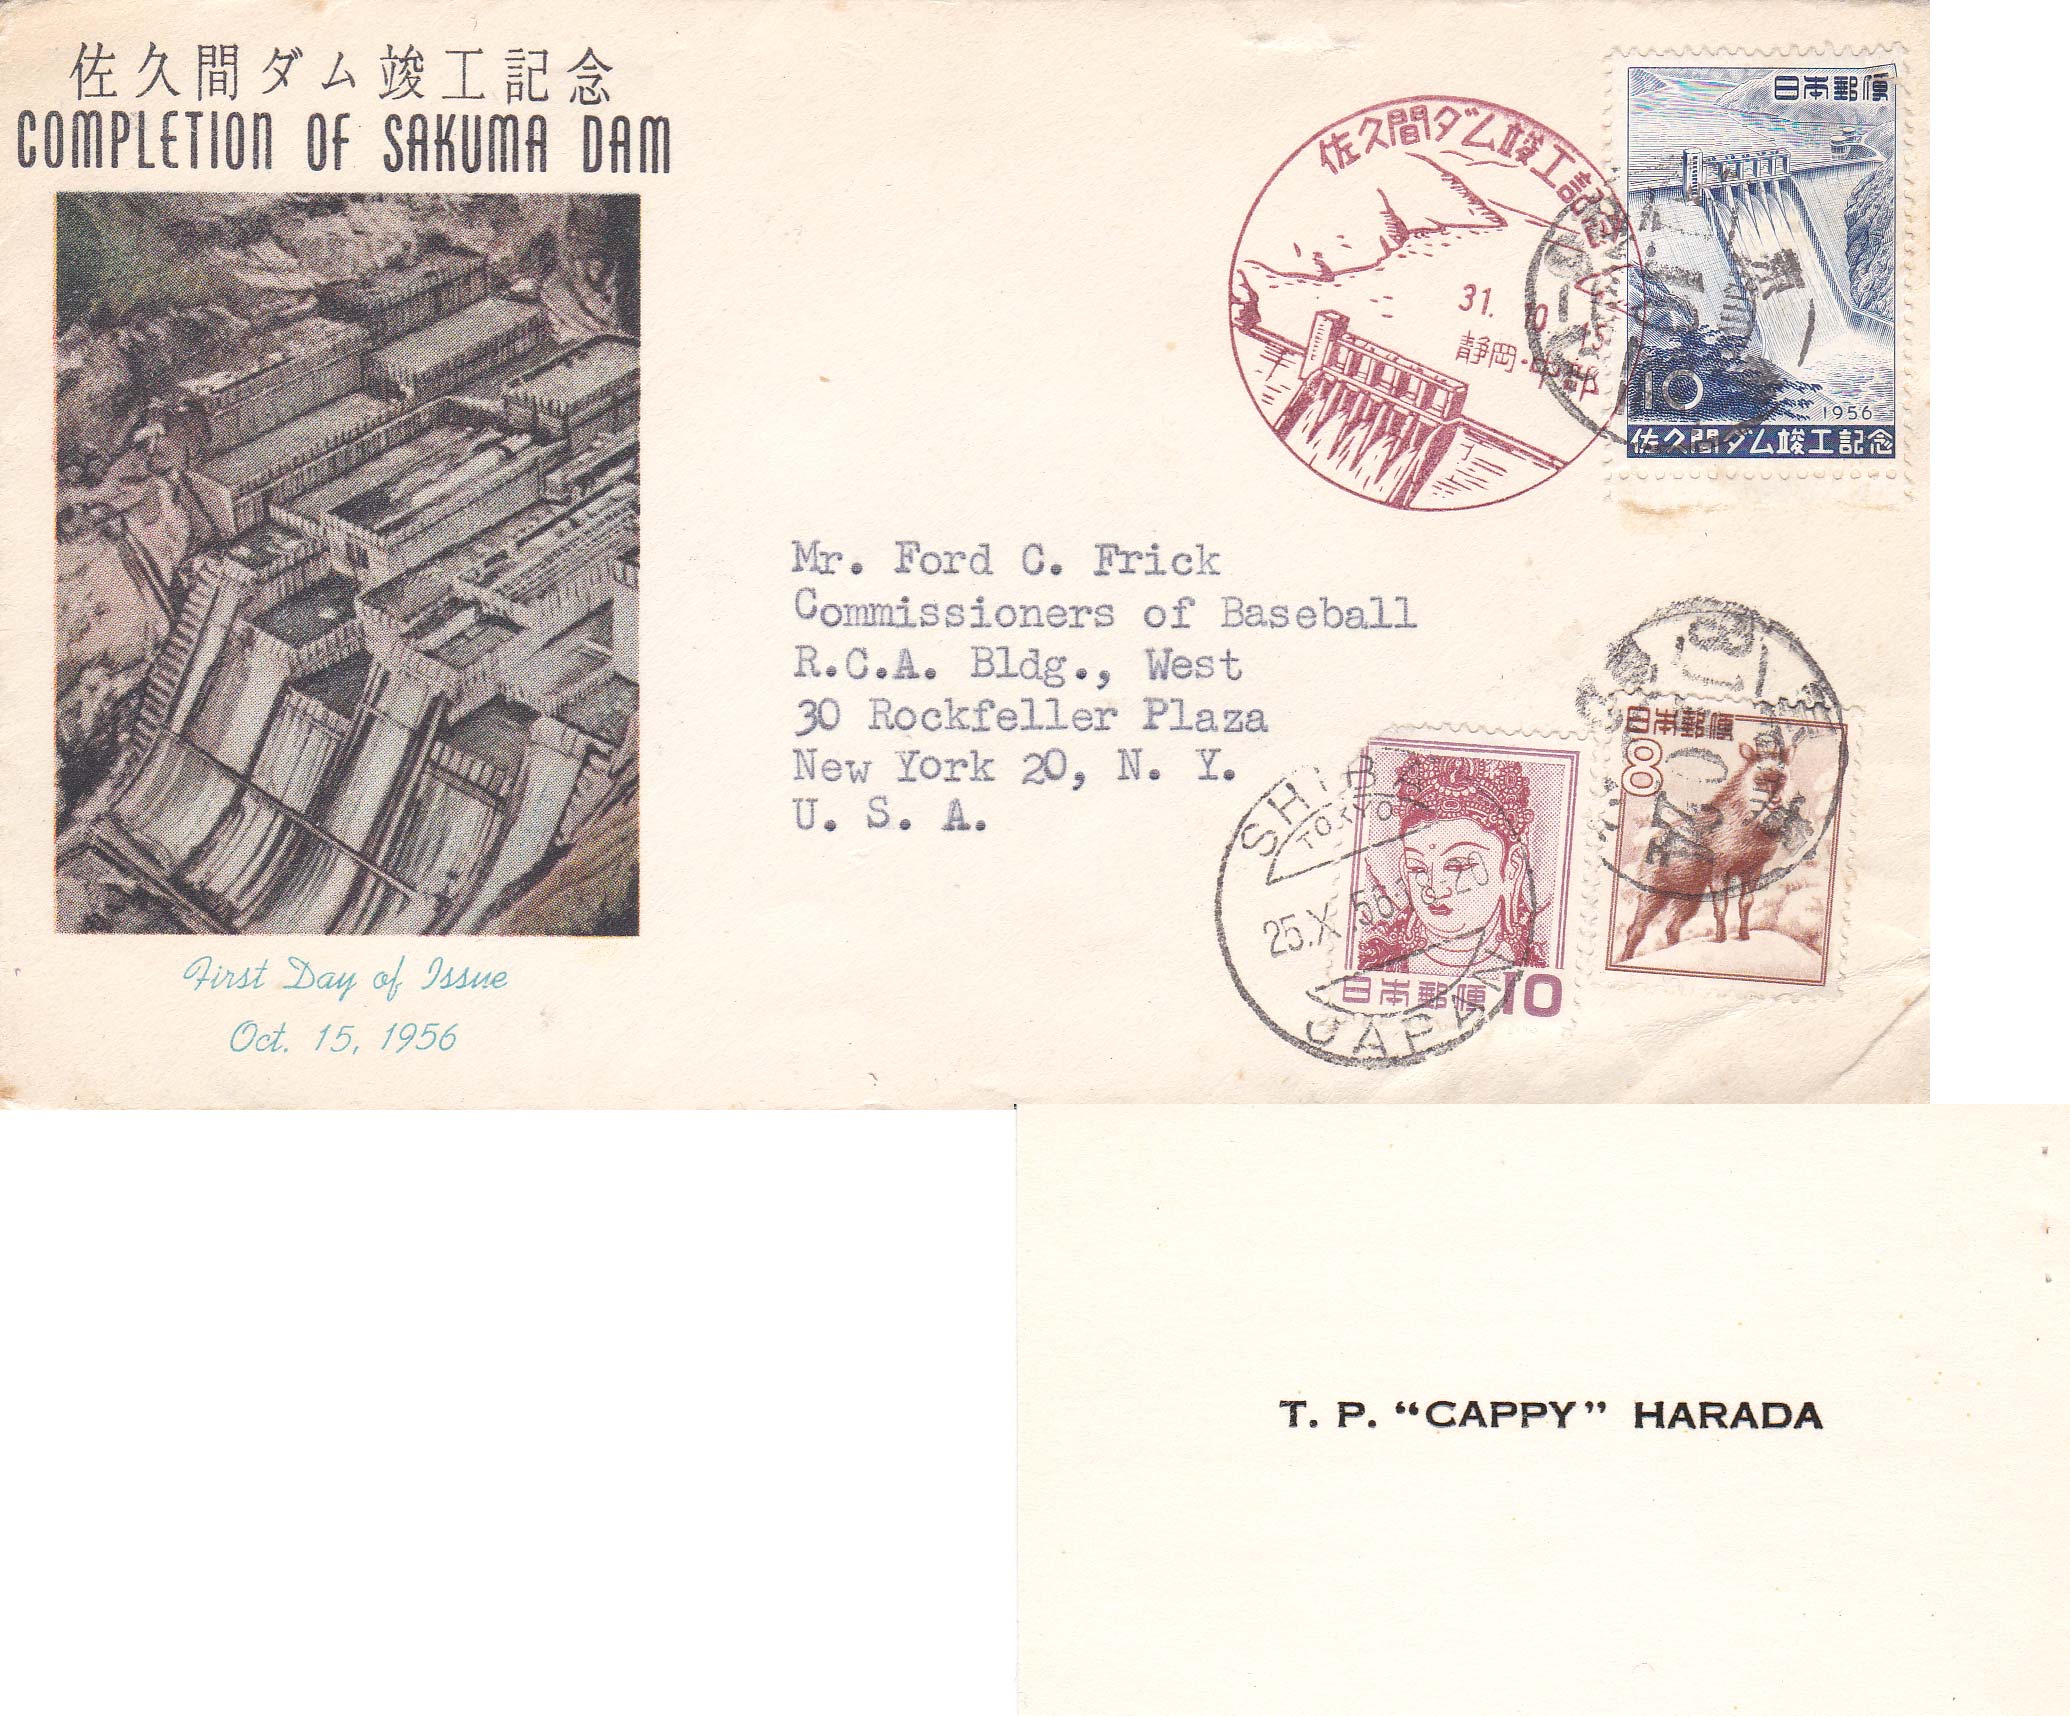 佐久間ダム竣工記念
COMPLETION OF SAKUMA DAM
First Day of Issue
Oct. 15, 1956
佐久間ダム竣工記念
31. 10. 15
静岡・中部
日本郵便
10
1956
佐久間ダム竣工記念
Mr. Ford C. Frick
Commissioners of Baseball
R.C.A. Bldg., West
30 Rockfeller Plaza
New York 20, N. Y.
U. S. A.
SHIBA
TOKYO
25.X.56.18-20
JAPAN
日本郵便 10
日本郵便
8
T. P. “CAPPY” HARADA